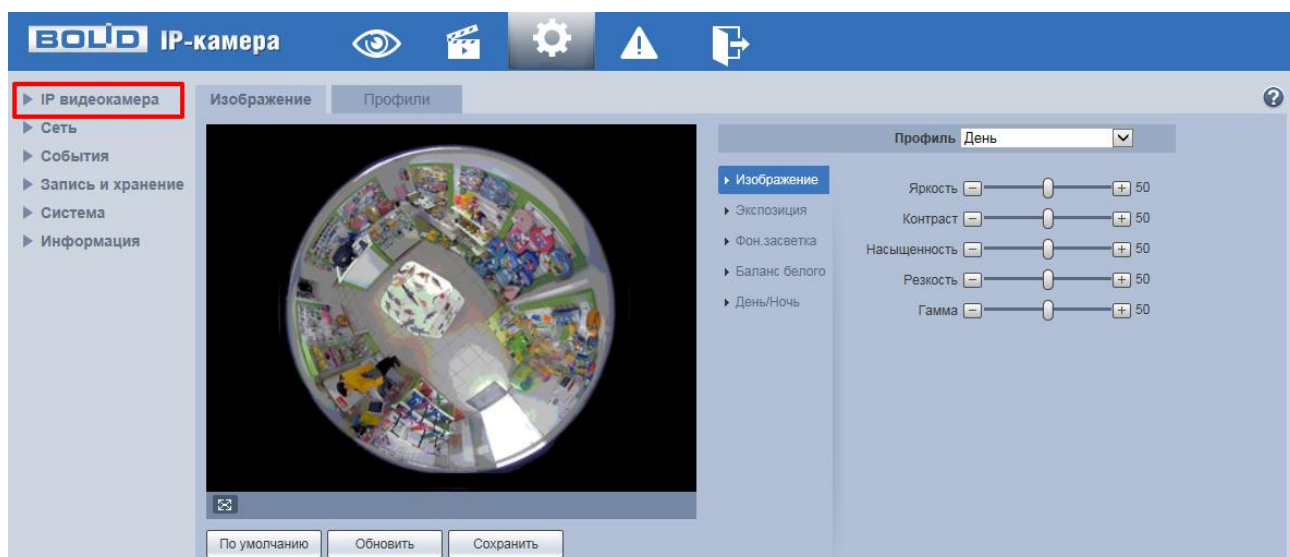 BOLID IP-камера
IP видеокамера
Сеть
События
Запись и хранение
Система
Информация
Изображение Профили
Профиль День
Изображение
Экспозиция
Фон.засветка
Баланс белого
День/Ночь
Яркость 50
Контраст 50
Насыщенность 50
Резкость 50
Гамма 50
По умолчанию Обновить Сохранить